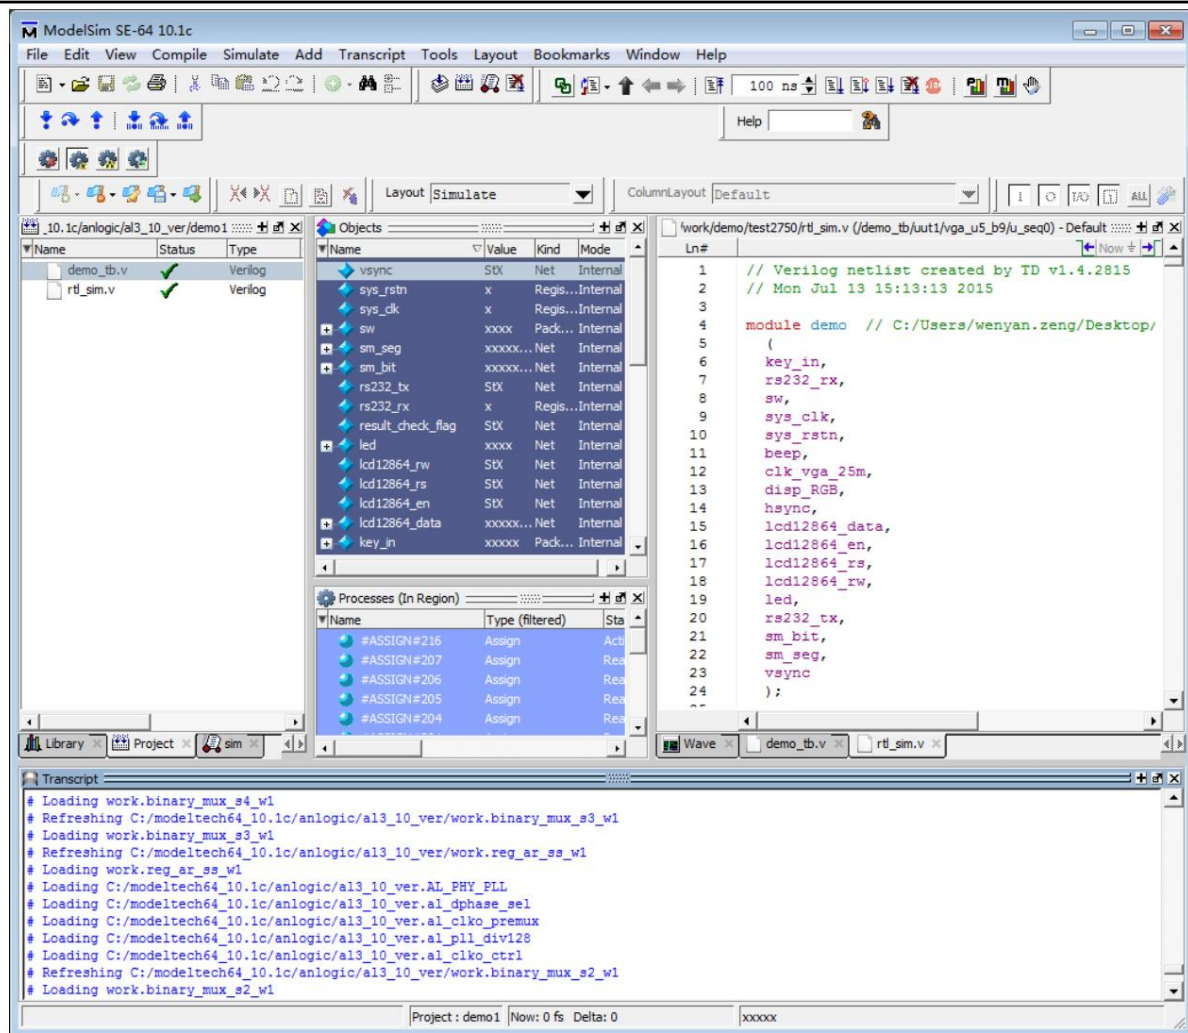 ModelSim SE-64 10.1c
File Edit View Compile Simulate Add Transcript Tools Layout Bookmarks Window Help
100 ns
Help
Layout Simulate
ColumnLayout Default
ALL
_10.1c/anlogic/al3_10_ver/demo1
Name Status Type
demo_tb.v Verilog
rtl_sim.v Verilog
Library Project sim
Objects
Name Value Kind Mode
vsync StX Net Internal
sys_rstn x Regis... Internal
sys_clk x Regis... Internal
sw xxxx Pack... Internal
sm_seg xxxxx... Net Internal
sm_bit xxxxx... Net Internal
rs232_tx StX Net Internal
rs232_rx x Regis... Internal
result_check_flag StX Net Internal
led xxxx Net Internal
lcd12864_rw StX Net Internal
lcd12864_rs StX Net Internal
lcd12864_en StX Net Internal
lcd12864_data xxxxx... Net Internal
key_in xxxxx Pack... Internal
Processes (In Region)
Name Type (filtered) Sta
#ASSIGN#216 Assign Acti
#ASSIGN#207 Assign Rea
#ASSIGN#206 Assign Rea
#ASSIGN#205 Assign Rea
#ASSIGN#204 Assign Rea
/work/demo/test2750/rtl_sim.v (/demo_tb/uut1/vga_u5_b9/u_seq0) - Default
Ln# Now
1 // Verilog netlist created by TD v1.4.2815
2 // Mon Jul 13 15:13:13 2015
3
4 module demo // C:/Users/wenyan.zeng/Desktop/
5 (
6 key_in,
7 rs232_rx,
8 sw,
9 sys_clk,
10 sys_rstn,
11 beep,
12 clk_vga_25m,
13 disp_RGB,
14 hsync,
15 lcd12864_data,
16 lcd12864_en,
17 lcd12864_rs,
18 lcd12864_rw,
19 led,
20 rs232_tx,
21 sm_bit,
22 sm_seg,
23 vsync
24 );
Wave demo_tb.v rtl_sim.v
Transcript
# Loading work.binary_mux_s4_w1
# Refreshing C:/modeltech64_10.1c/anlogic/al3_10_ver/work.binary_mux_s3_w1
# Loading work.binary_mux_s3_w1
# Refreshing C:/modeltech64_10.1c/anlogic/al3_10_ver/work.reg_ar_ss_w1
# Loading work.reg_ar_ss_w1
# Loading C:/modeltech64_10.1c/anlogic/al3_10_ver.AL_PHY_PLL
# Loading C:/modeltech64_10.1c/anlogic/al3_10_ver.al_dphase_sel
# Loading C:/modeltech64_10.1c/anlogic/al3_10_ver.al_clko_premux
# Loading C:/modeltech64_10.1c/anlogic/al3_10_ver.al_pll_div128
# Loading C:/modeltech64_10.1c/anlogic/al3_10_ver.al_clko_ctrl
# Refreshing C:/modeltech64_10.1c/anlogic/al3_10_ver/work.binary_mux_s2_w1
# Loading work.binary_mux_s2_w1
Project : demo1 Now: 0 fs Delta: 0 xxxxx